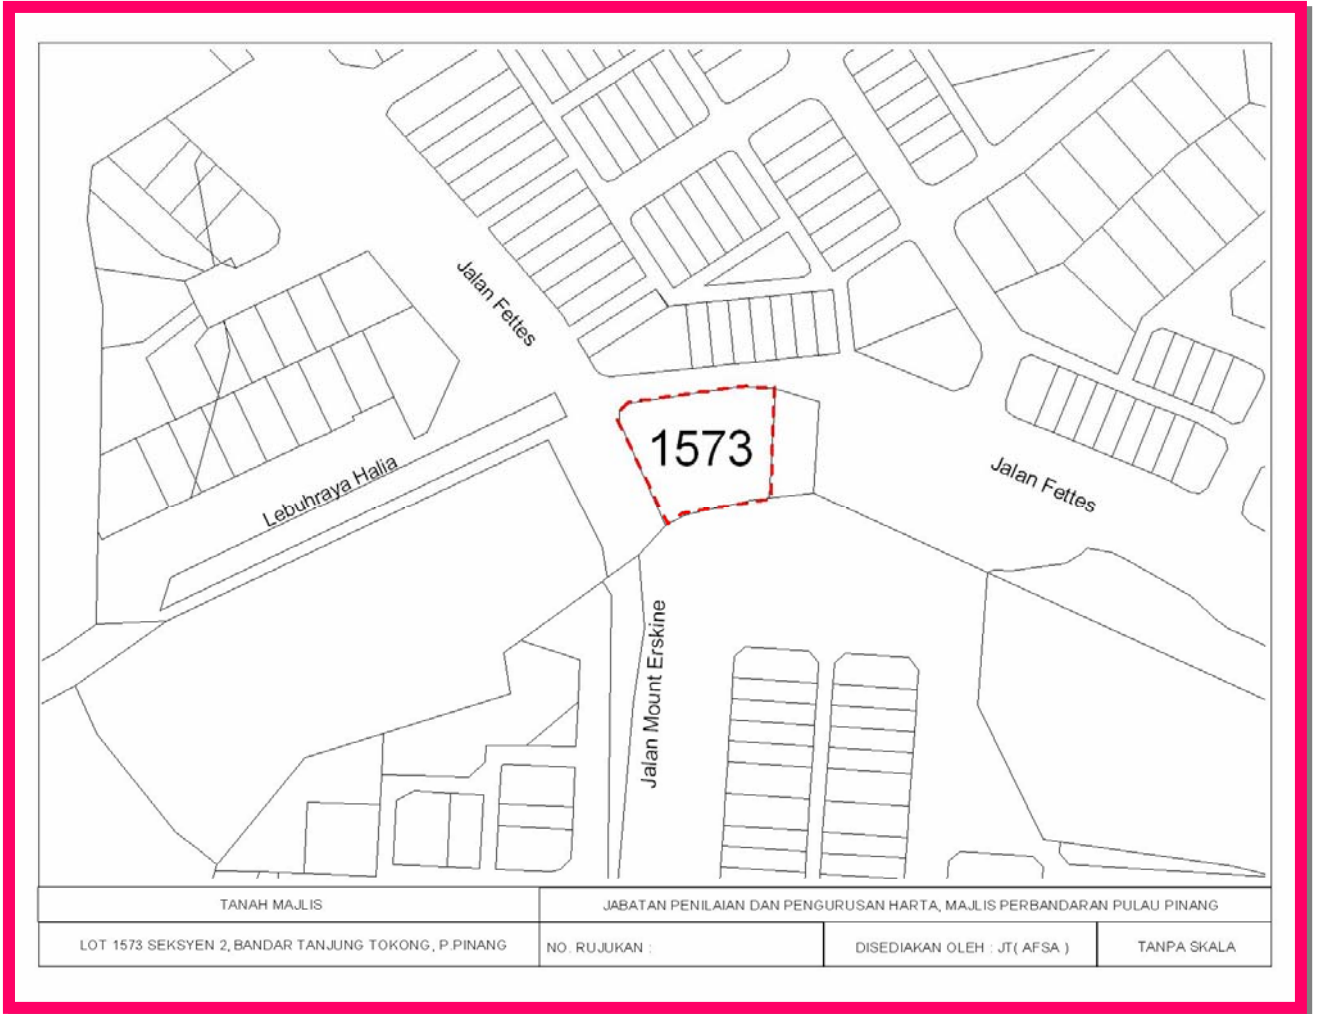 Jalan Fettes
1573
Lebuhraya Halia
Jalan Fettes
Jalan Mount Erskine
TANAH MAJLIS
JABATAN PENILAIAN DAN PENGURUSAN HARTA, MAJLIS PERBANDARAN PULAU PINANG
LOT 1573 SEKSYEN 2, BANDAR TANJUNG TOKONG, P.PINANG
NO. RUJUKAN :
DISEDIAKAN OLEH : JT( AFSA )
TANPA SKALA